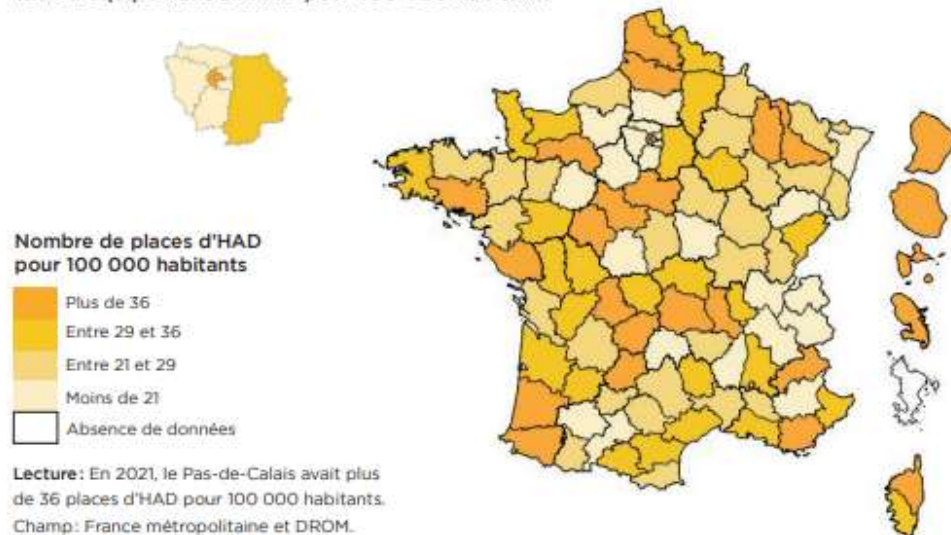 Nombre de places d'HAD
pour 100 000 habitants
Plus de 36
Entre 29 et 36
Entre 21 et 29
Moins de 21
Absence de données
Lecture : En 2021, le Pas-de-Calais avait plus
de 36 places d'HAD pour 100 000 habitants.
Champ : France métropolitaine et DROM.